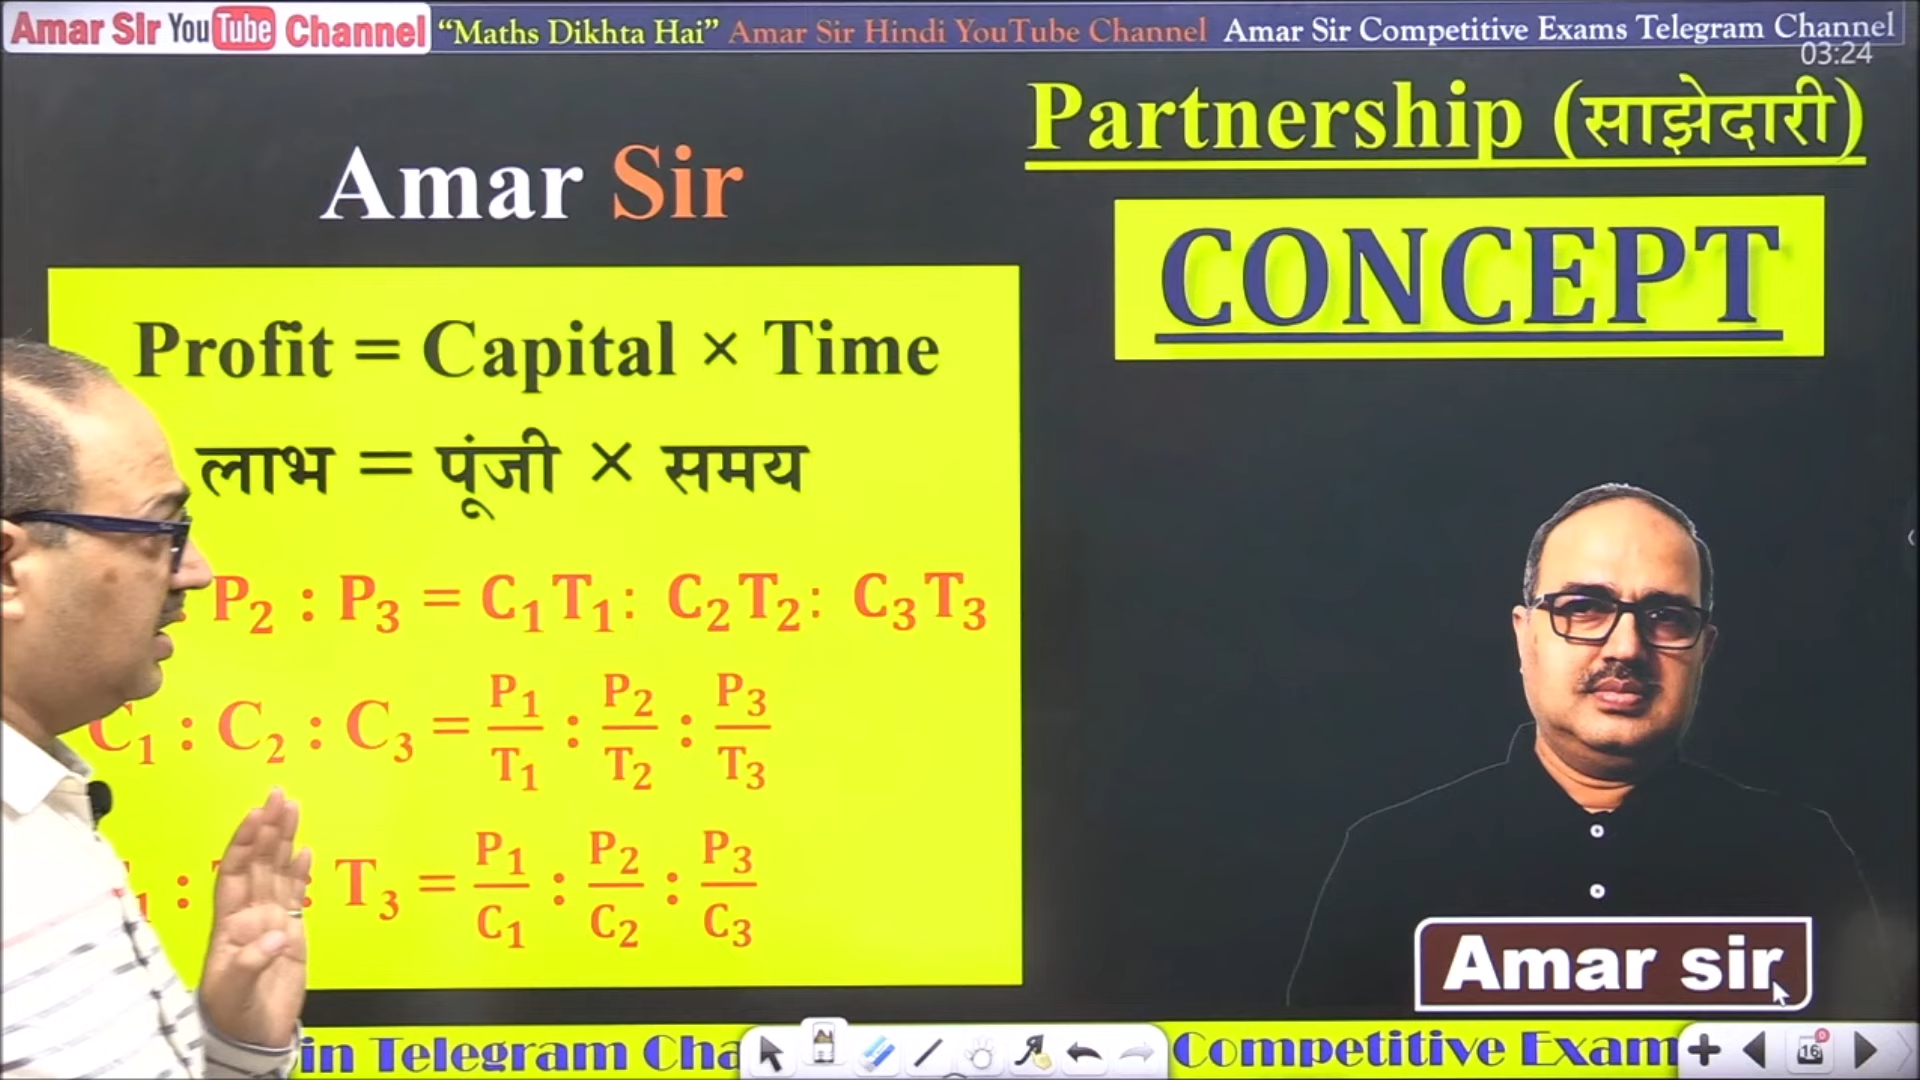 Amar Sir YouTube Channel "Maths Dikhta Hai" Amar Sir Hindi YouTube Channel Amar Sir Competitive Exams Telegram Channel
03:24
Partnership (साझेदारी)
Amar Sir
CONCEPT
Profit = Capital × Time
लाभ = पूंजी × समय
P₂ : P₃ = C₁T₁: C₂T₂: C₃T₃
C₁ : C₂ : C₃ = P₁/T₁ : P₂/T₂ : P₃/T₃
: T₃ = P₁/C₁ : P₂/C₂ : P₃/C₃
Amar sir
in Telegram Cha Competitive Exam
16